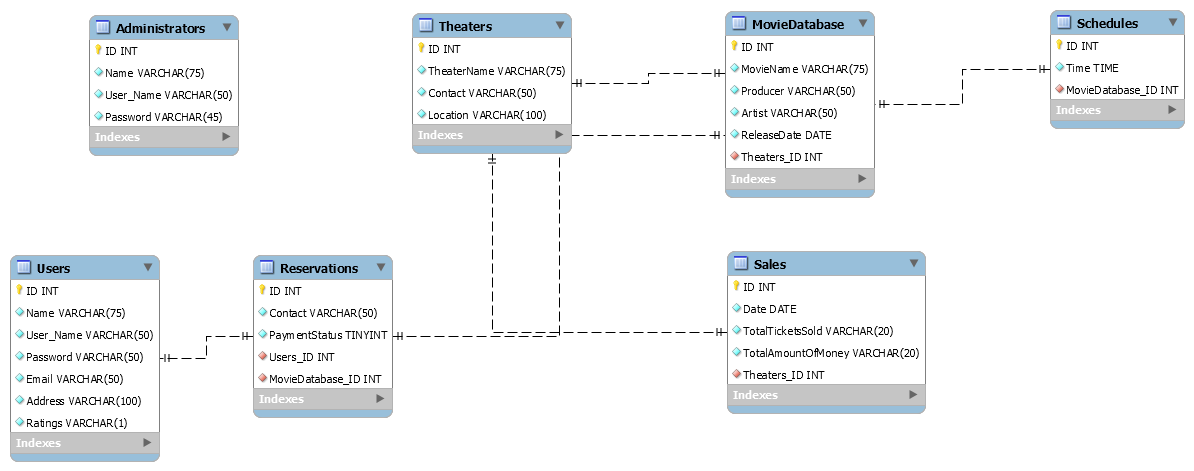 Administrators
ID INT
Name VARCHAR(75)
User_Name VARCHAR(50)
Password VARCHAR(45)
Indexes
Theaters
ID INT
TheaterName VARCHAR(75)
Contact VARCHAR(50)
Location VARCHAR(100)
Indexes
MovieDatabase
ID INT
MovieName VARCHAR(75)
Producer VARCHAR(50)
Artist VARCHAR(50)
ReleaseDate DATE
Theaters_ID INT
Indexes
Schedules
ID INT
Time TIME
MovieDatabase_ID INT
Indexes
Users
ID INT
Name VARCHAR(75)
User_Name VARCHAR(50)
Password VARCHAR(50)
Email VARCHAR(50)
Address VARCHAR(100)
Ratings VARCHAR(1)
Indexes
Reservations
ID INT
Contact VARCHAR(50)
PaymentStatus TINYINT
Users_ID INT
MovieDatabase_ID INT
Indexes
Sales
ID INT
Date DATE
TotalTicketsSold VARCHAR(20)
TotalAmountOfMoney VARCHAR(20)
Theaters_ID INT
Indexes